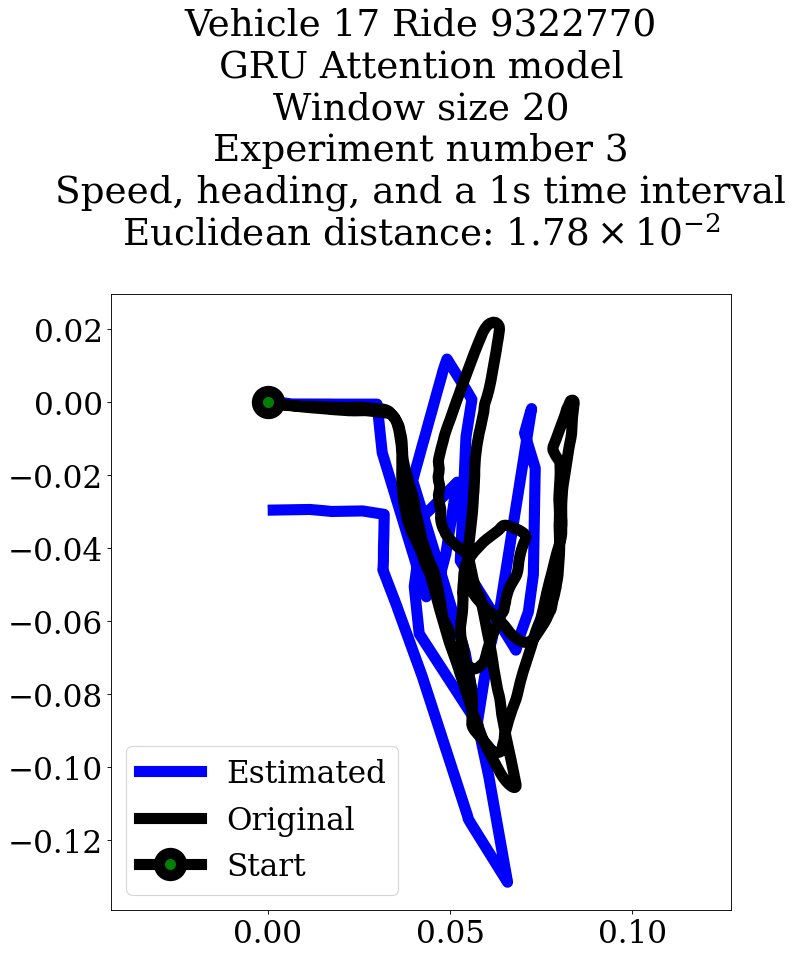 Vehicle 17 Ride 9322770
GRU Attention model
Window size 20
Experiment number 3
Speed, heading, and a 1s time interval
Euclidean distance: 1.78 × 10⁻²
0.02
0.00
−0.02
−0.04
−0.06
−0.08
−0.10
−0.12
Estimated
Original
Start
0.00 0.05 0.10